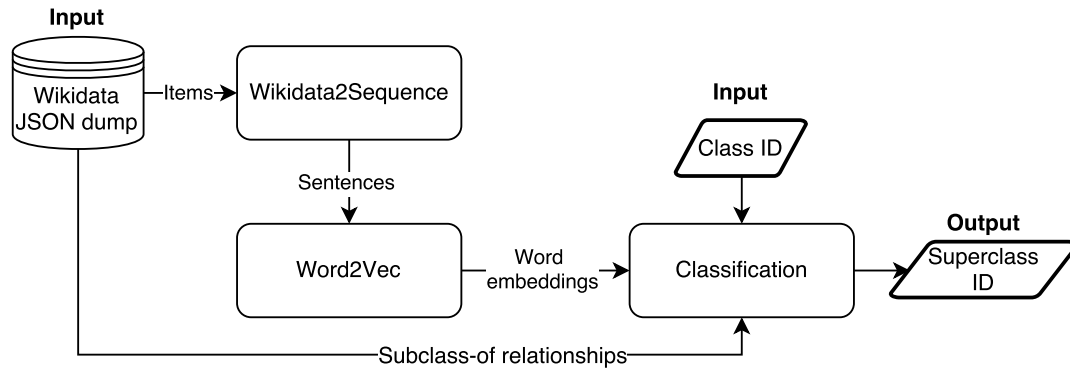 Input
Wikidata
JSON dump
Items
Wikidata2Sequence
Sentences
Word2Vec
Word
embeddings
Input
Class ID
Classification
Output
Superclass
ID
Subclass-of relationships